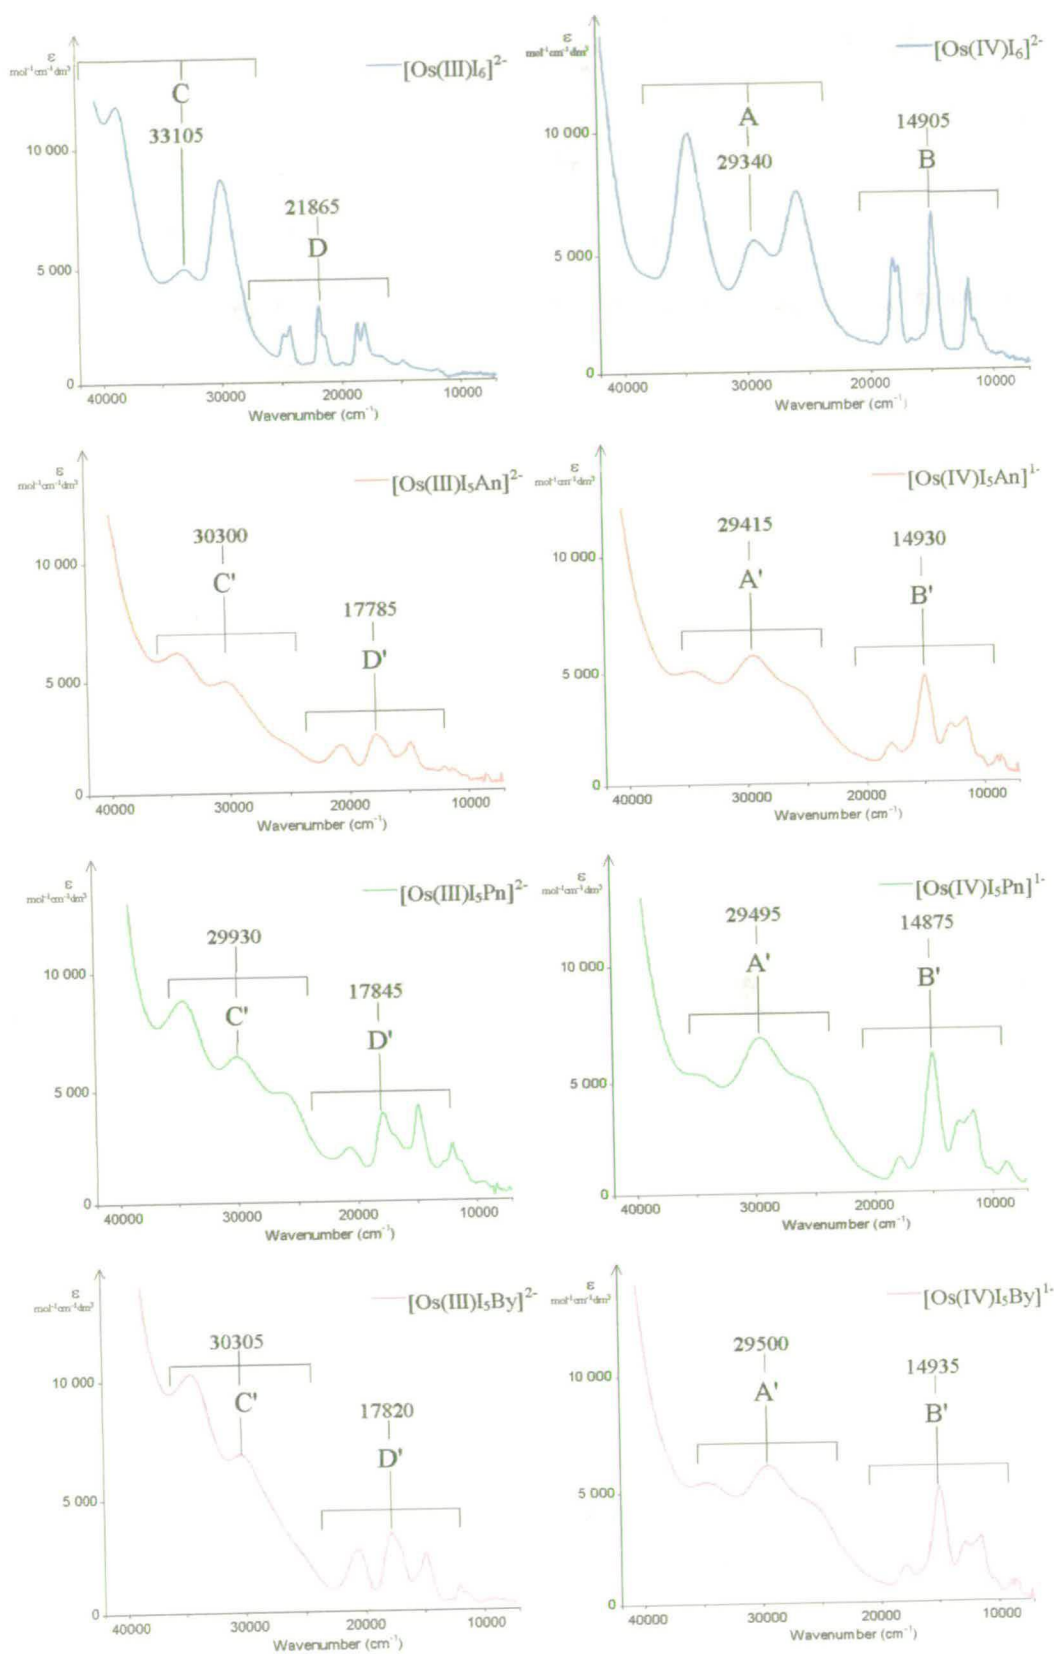 ε
mol⁻¹cm⁻¹dm³
[Os(III)I₆]²⁻
C
33105
10 000
21865
D
5 000
0
40000 30000 20000 10000
Wavenumber (cm⁻¹)
ε
mol⁻¹cm⁻¹dm³
[Os(IV)I₆]²⁻
A
14905
10 000
29340
B
5 000
0
40000 30000 20000 10000
Wavenumber (cm⁻¹)
ε
mol⁻¹cm⁻¹dm³
[Os(III)I₅An]²⁻
30300
10 000
C'
17785
D'
5 000
0
40000 30000 20000 10000
Wavenumber (cm⁻¹)
ε
mol⁻¹cm⁻¹dm³
[Os(IV)I₅An]¹⁻
29415
14930
10 000
A'
B'
5 000
0
40000 30000 20000 10000
Wavenumber (cm⁻¹)
ε
mol⁻¹cm⁻¹dm³
[Os(III)I₅Pn]²⁻
29930
10 000
17845
C'
D'
5 000
0
40000 30000 20000 10000
Wavenumber (cm⁻¹)
ε
mol⁻¹cm⁻¹dm³
[Os(IV)I₅Pn]¹⁻
29495
14875
10 000
A'
B'
5 000
0
40000 30000 20000 10000
Wavenumber (cm⁻¹)
ε
mol⁻¹cm⁻¹dm³
[Os(III)I₅By]²⁻
30305
10 000
C'
17820
D'
5 000
0
40000 30000 20000 10000
Wavenumber (cm⁻¹)
ε
mol⁻¹cm⁻¹dm³
[Os(IV)I₅By]¹⁻
29500
14935
10 000
A'
B'
5 000
0
40000 30000 20000 10000
Wavenumber (cm⁻¹)